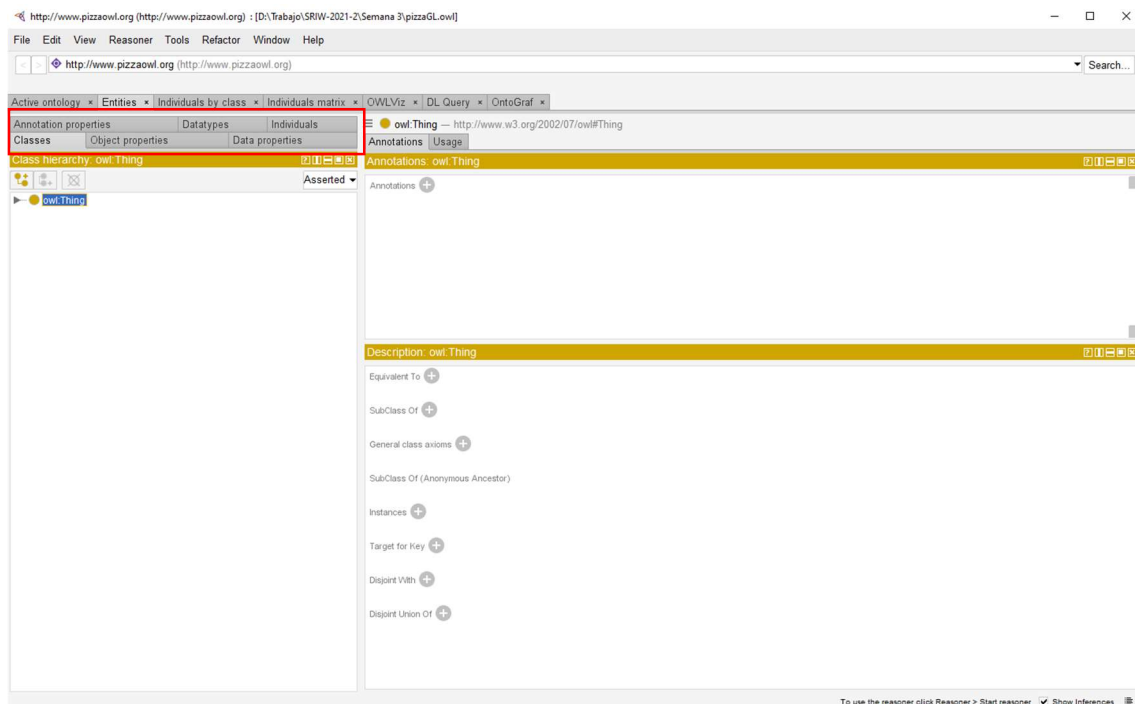 http://www.pizzaowl.org (http://www.pizzaowl.org) : [D:\Trabajo\SRIW-2021-2\Semana 3\pizzaGL.owl]
File Edit View Reasoner Tools Refactor Window Help
< > http://www.pizzaowl.org (http://www.pizzaowl.org) Search...
Active ontology × Entities × Individuals by class × Individuals matrix × OWLViz × DL Query × OntoGraf ×
Annotation properties Datatypes Individuals
Classes Object properties Data properties
owl:Thing — http://www.w3.org/2002/07/owl#Thing
Annotations Usage
Class hierarchy: owl:Thing
Asserted
owl:Thing
Annotations: owl:Thing
Annotations
Description: owl:Thing
Equivalent To
SubClass Of
General class axioms
SubClass Of (Anonymous Ancestor)
Instances
Target for Key
Disjoint With
Disjoint Union Of
To use the reasoner click Reasoner > Start reasoner Show Inferences